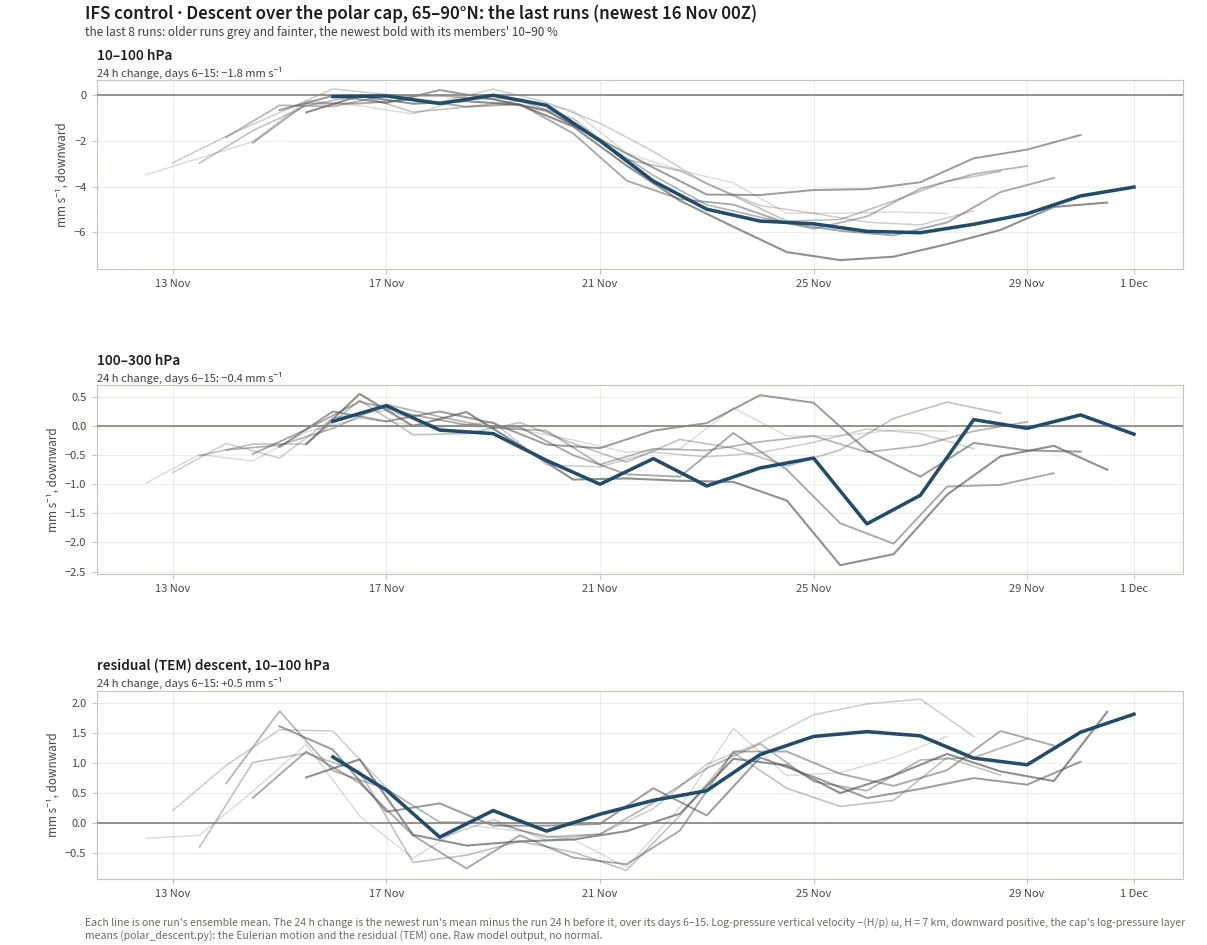 IFS control · Descent over the polar cap, 65–90°N: the last runs (newest 16 Nov 00Z)
the last 8 runs: older runs grey and fainter, the newest bold with its members' 10–90 %
10–100 hPa
24 h change, days 6–15: −1.8 mm s⁻¹
mm s⁻¹, downward
0
−2
−4
−6
13 Nov
17 Nov
21 Nov
25 Nov
29 Nov
1 Dec
100–300 hPa
24 h change, days 6–15: −0.4 mm s⁻¹
mm s⁻¹, downward
0.5
0.0
−0.5
−1.0
−1.5
−2.0
−2.5
13 Nov
17 Nov
21 Nov
25 Nov
29 Nov
1 Dec
residual (TEM) descent, 10–100 hPa
24 h change, days 6–15: +0.5 mm s⁻¹
mm s⁻¹, downward
2.0
1.5
1.0
0.5
0.0
−0.5
13 Nov
17 Nov
21 Nov
25 Nov
29 Nov
1 Dec
Each line is one run's ensemble mean. The 24 h change is the newest run's mean minus the run 24 h before it, over its days 6–15. Log-pressure vertical velocity −(H/p) ω, H = 7 km, downward positive, the cap's log-pressure layer
means (polar_descent.py): the Eulerian motion and the residual (TEM) one. Raw model output, no normal.